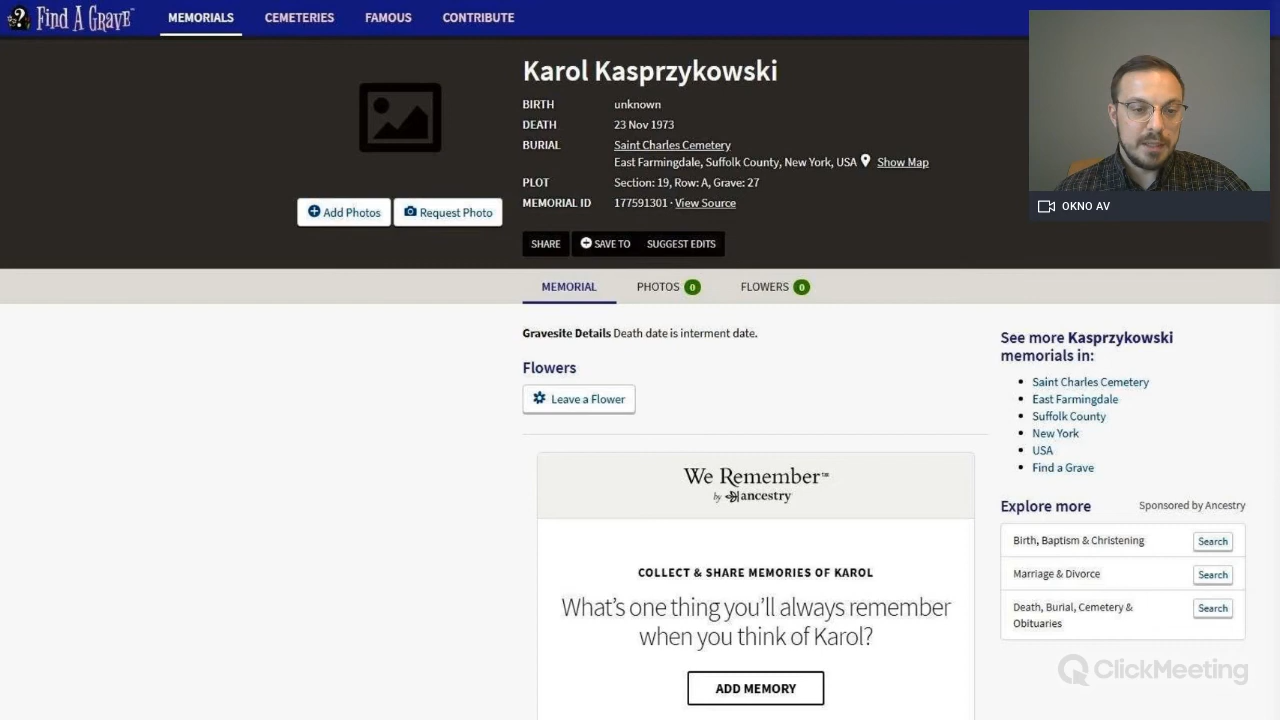 Find A Grave™
MEMORIALS
CEMETERIES
FAMOUS
CONTRIBUTE
Karol Kasprzykowski
BIRTH unknown
DEATH 23 Nov 1973
BURIAL Saint Charles Cemetery
East Farmingdale, Suffolk County, New York, USA Show Map
PLOT Section: 19, Row: A, Grave: 27
MEMORIAL ID 177591301 · View Source
Add Photos
Request Photo
SHARE
SAVE TO
SUGGEST EDITS
OKNO AV
MEMORIAL
PHOTOS 0
FLOWERS 0
Gravesite Details Death date is interment date.
Flowers
Leave a Flower
We Remember™
by ancestry
COLLECT & SHARE MEMORIES OF KAROL
What's one thing you'll always remember
when you think of Karol?
ADD MEMORY
See more Kasprzykowski
memorials in:
• Saint Charles Cemetery
• East Farmingdale
• Suffolk County
• New York
• USA
• Find a Grave
Explore more
Sponsored by Ancestry
Birth, Baptism & Christening Search
Marriage & Divorce Search
Death, Burial, Cemetery & Search
Obituaries
ClickMeeting